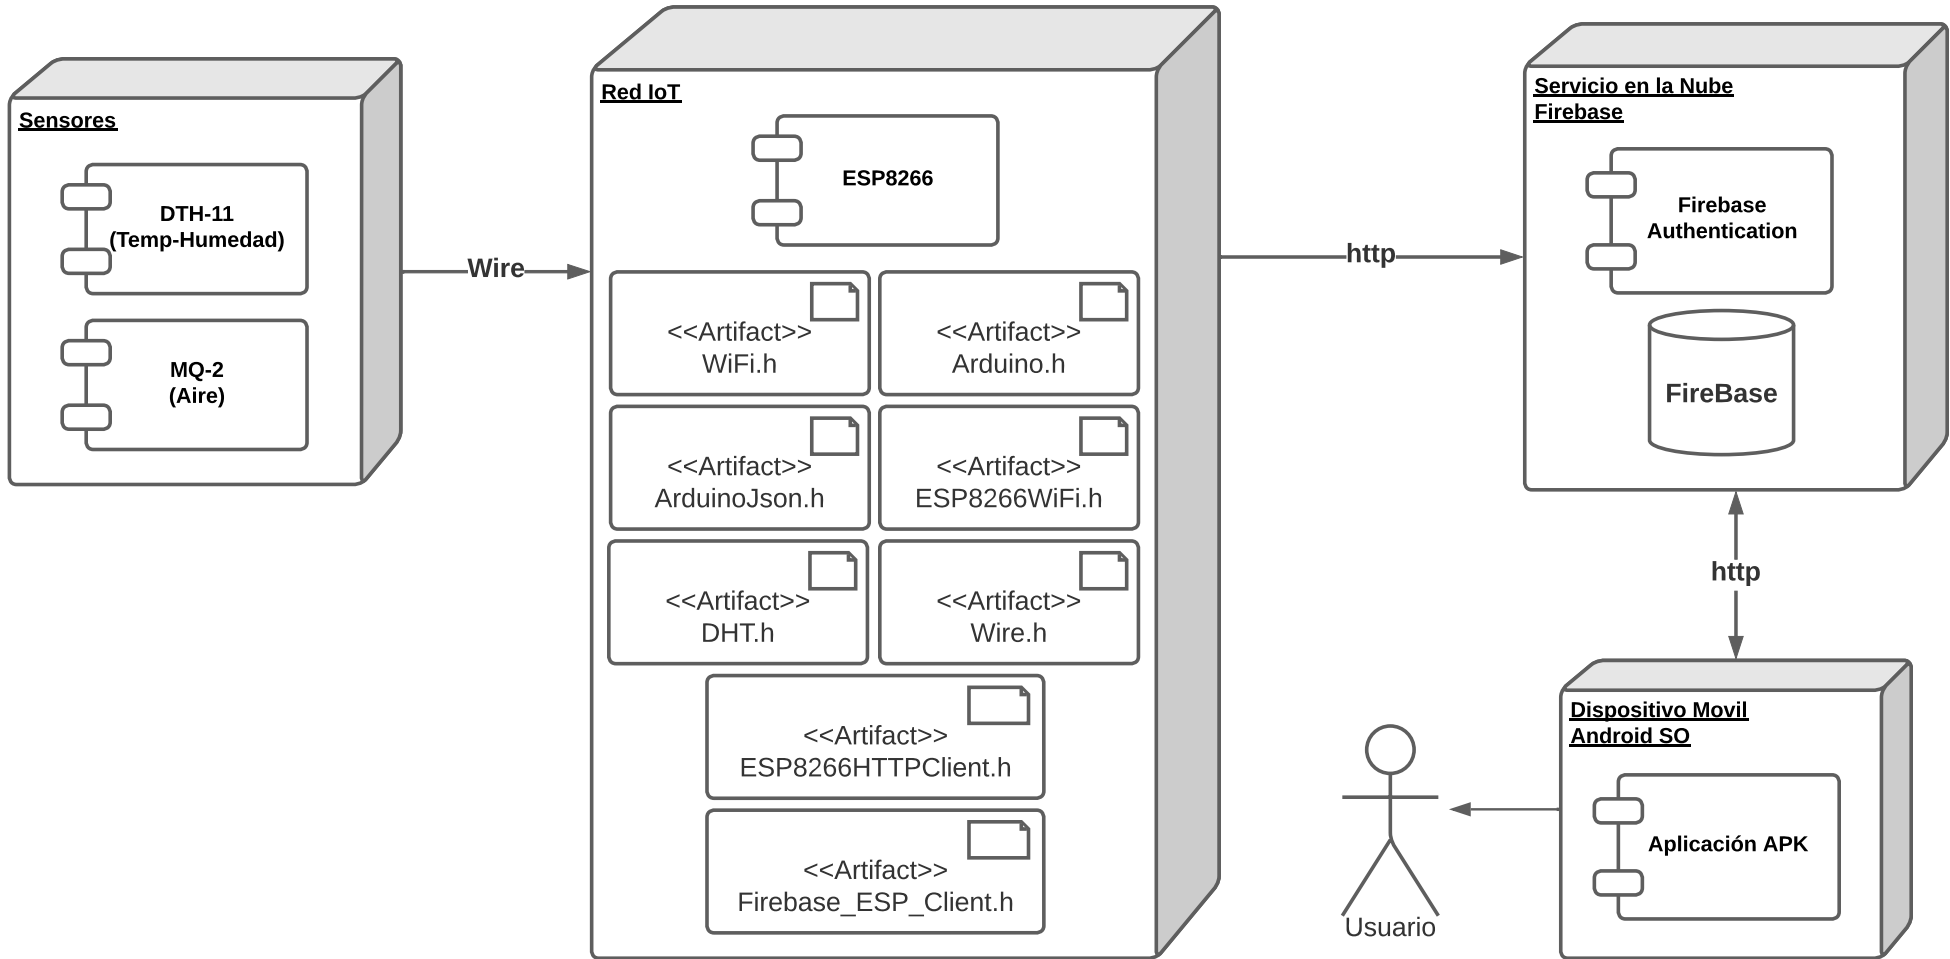 Sensores
DTH-11
(Temp-Humedad)
MQ-2
(Aire)
Wire
Red IoT
ESP8266
<<Artifact>>
WiFi.h
<<Artifact>>
Arduino.h
<<Artifact>>
ArduinoJson.h
<<Artifact>>
ESP8266WiFi.h
<<Artifact>>
DHT.h
<<Artifact>>
Wire.h
<<Artifact>>
ESP8266HTTPClient.h
<<Artifact>>
Firebase_ESP_Client.h
http
Servicio en la Nube
Firebase
Firebase
Authentication
FireBase
http
Dispositivo Movil
Android SO
Aplicación APK
Usuario